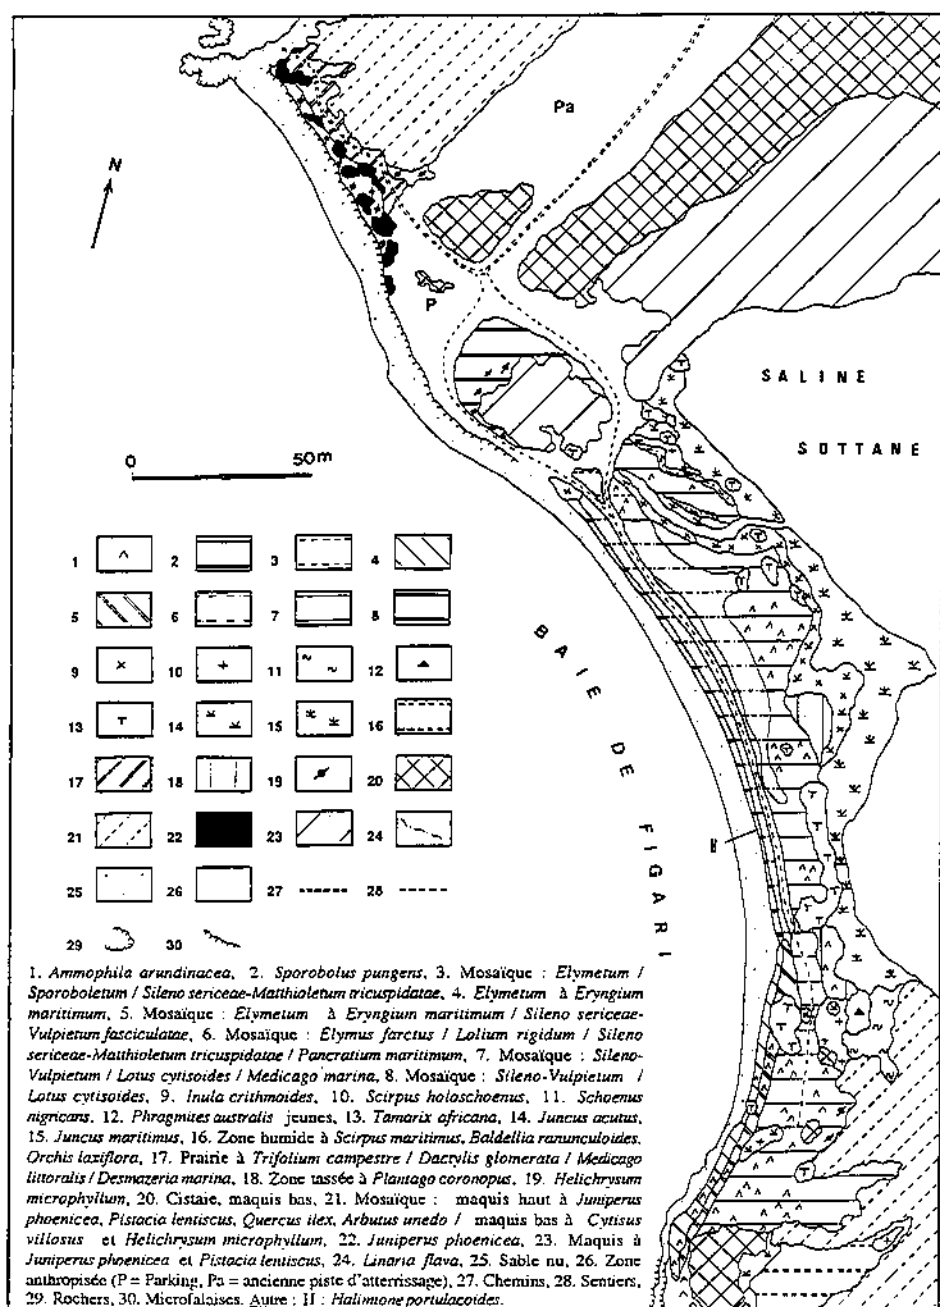 N
Pa
P
SALINE
SOTTANE
0 50m
1 2 3 4
5 6 7 8
9 10 11 12
13 14 15 16
17 18 19 20
21 22 23 24
25 26 27 28
29 30
BAIE DE FIGARI
H
1. Ammophila arundinacea, 2. Sporobolus pungens, 3. Mosaïque : Elymetum /
Sporoboletum / Sileno sericeae-Matthioletum tricuspidatae, 4. Elymetum à Eryngium
maritimum, 5. Mosaïque : Elymetum à Eryngium maritimum / Sileno sericeae-
Vulpietum fasciculatae, 6. Mosaïque : Elymus farctus / Lolium rigidum / Sileno
sericeae-Matthioletum tricuspidatae / Pancratium maritimum, 7. Mosaïque : Sileno-
Vulpietum / Lotus cytisoides / Medicago marina, 8. Mosaïque : Sileno-Vulpietum /
Lotus cytisoides, 9. Inula crithmoides, 10. Scirpus holoschoenus, 11. Schoenus
nigricans, 12. Phragmites australis jeunes, 13. Tamarix africana, 14. Juncus acutus,
15. Juncus maritimus, 16. Zone humide à Scirpus maritimus, Baldellia ranunculoides,
Orchis laxiflora, 17. Prairie à Trifolium campestre / Dactylis glomerata / Medicago
littoralis / Desmazeria marina, 18. Zone tassée à Plantago coronopus, 19. Helichrysum
microphyllum, 20. Cistaie, maquis bas, 21. Mosaïque : maquis haut à Juniperus
phoenicea, Pistacia lentiscus, Quercus ilex, Arbutus unedo / maquis bas à Cytisus
villosus et Helichrysum microphyllum, 22. Juniperus phoenicea, 23. Maquis à
Juniperus phoenicea et Pistacia lentiscus, 24. Linaria flava, 25. Sable nu, 26. Zone
anthropisée (P = Parking, Pa = ancienne piste d'atterrissage), 27. Chemins, 28. Sentiers,
29. Rochers, 30. Microfalaises. Autre : H : Halimione portulacoides.